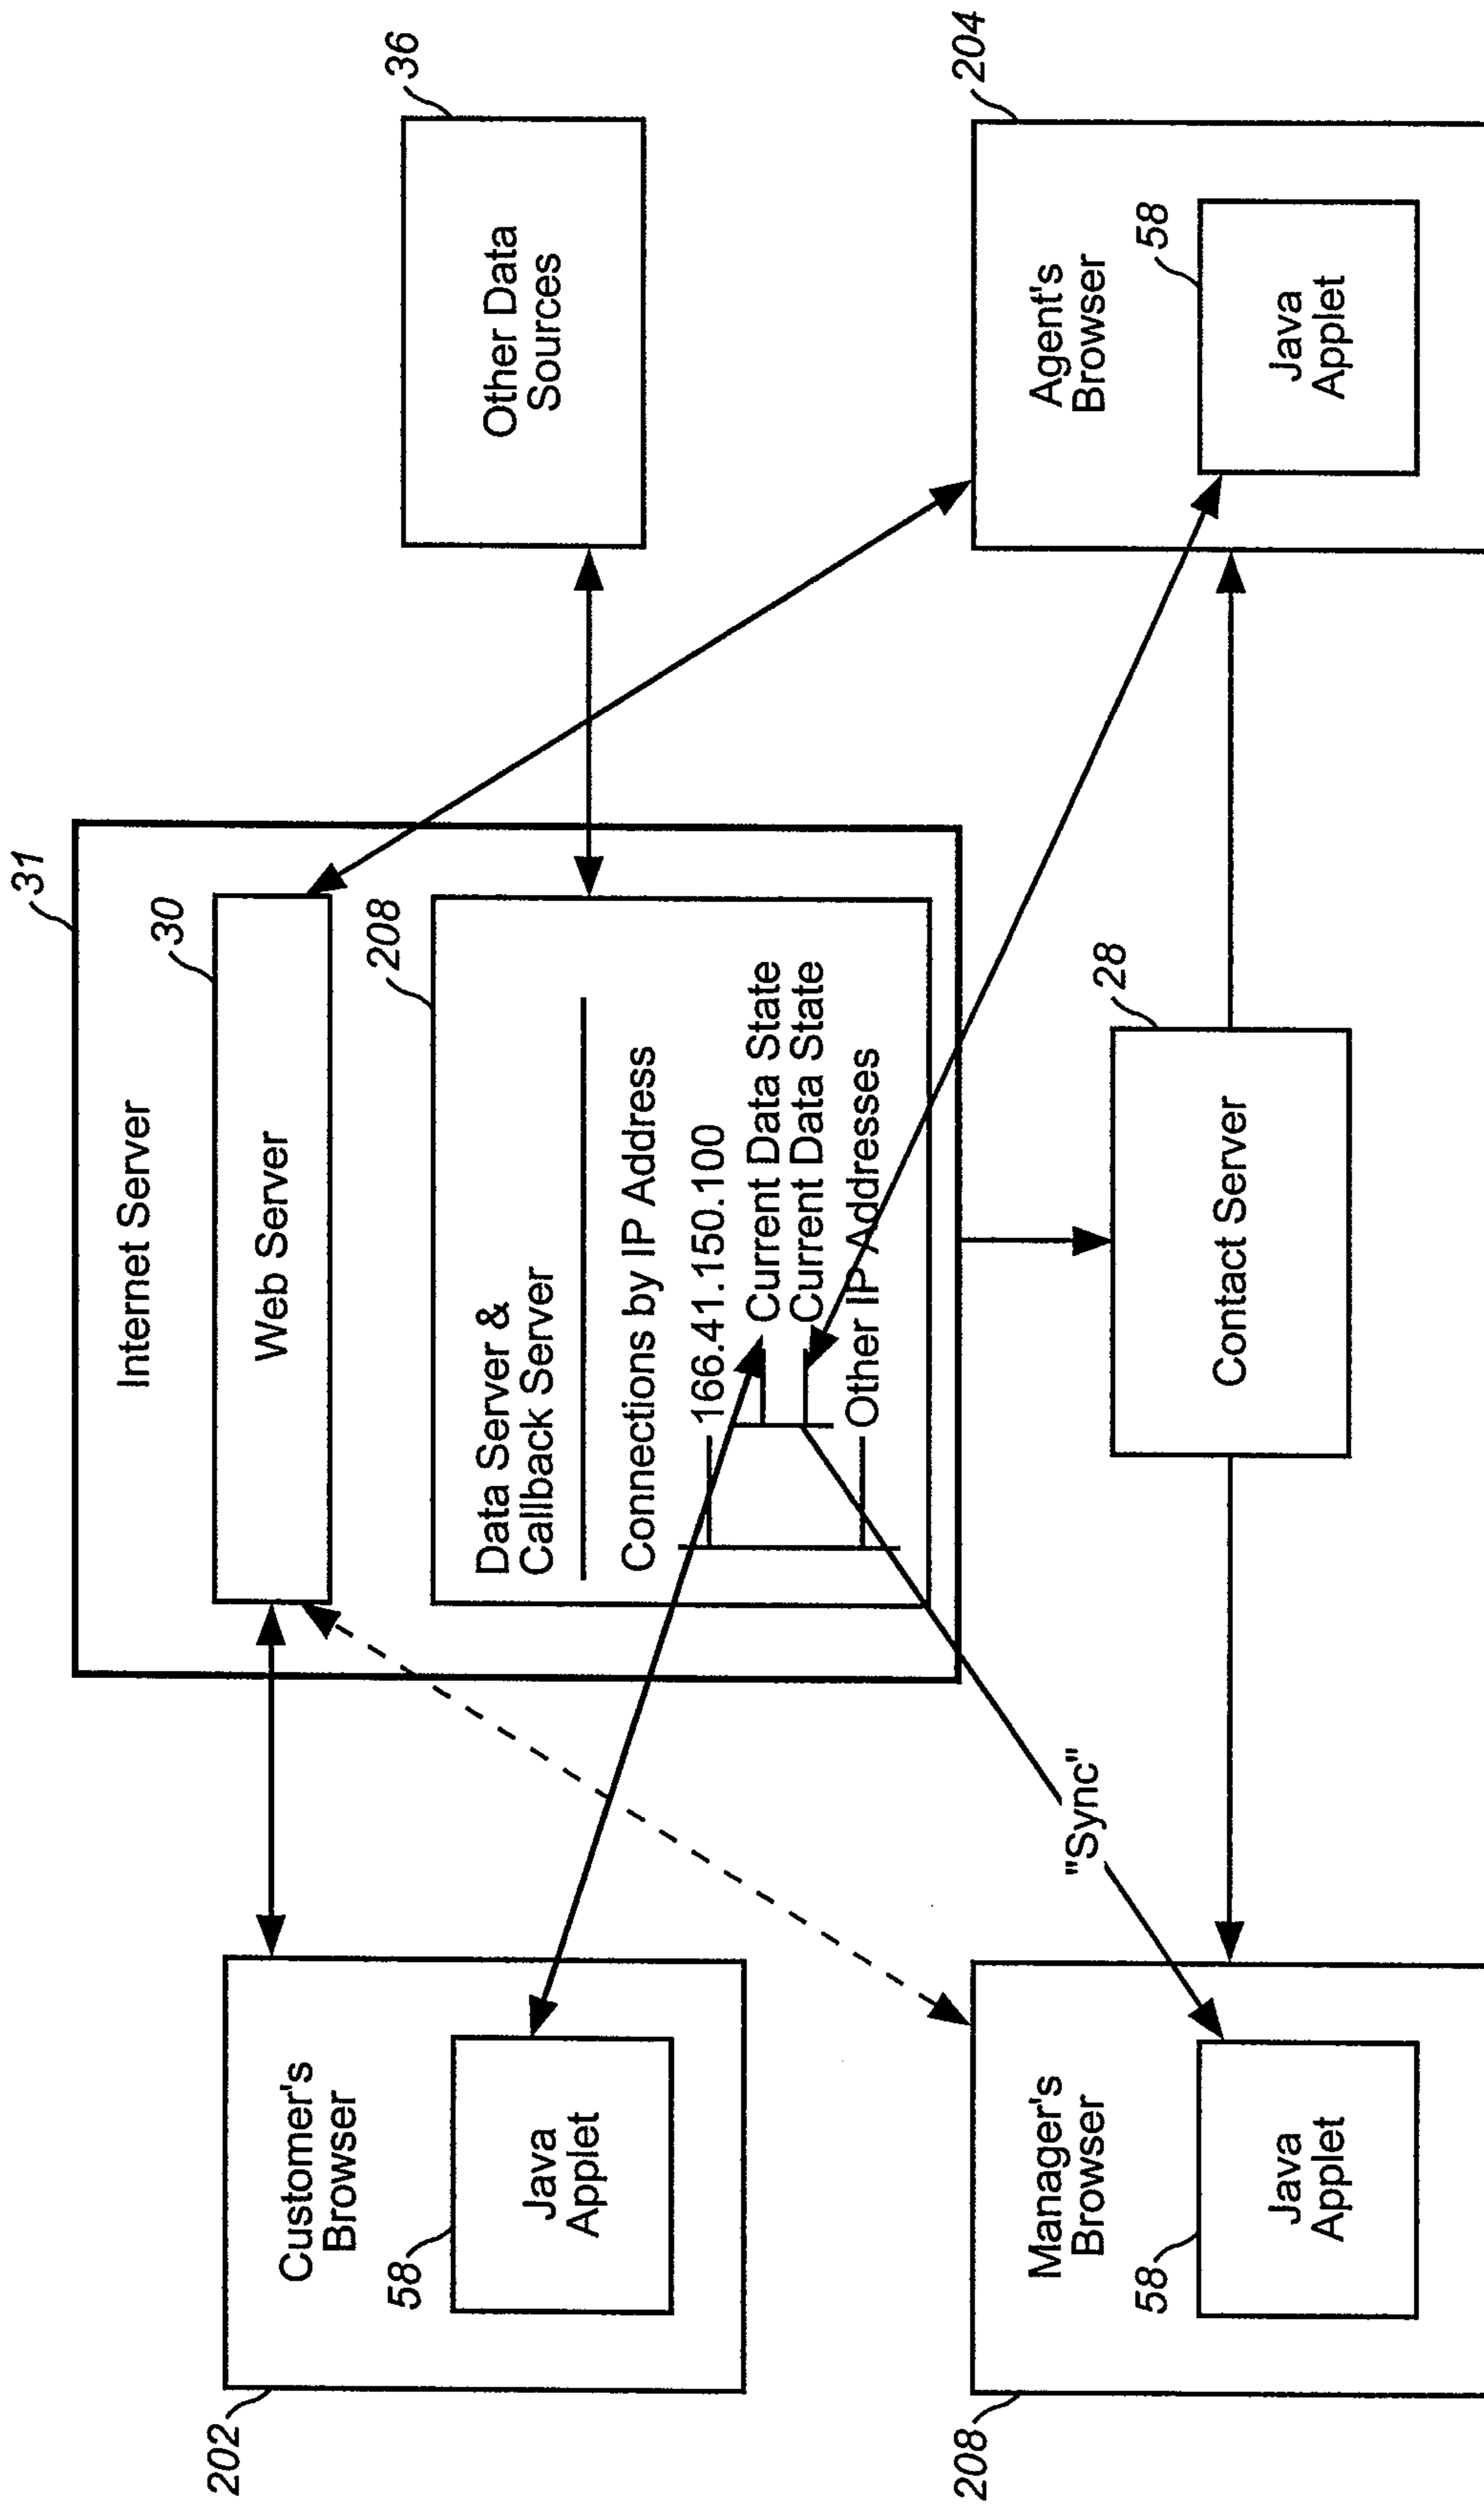 31
Internet Server
30
Web Server
202
Customer's
Browser
58
Java
Applet
208
Data Server &
Callback Server
Connections by IP Address
166.41.150.100
Current Data State
Current Data State
Other IP Addresses
36
Other Data
Sources
208
Manager's
Browser
58
Java
Applet
"Sync"
28
Contact Server
204
Agent's
Browser
58
Java
Applet